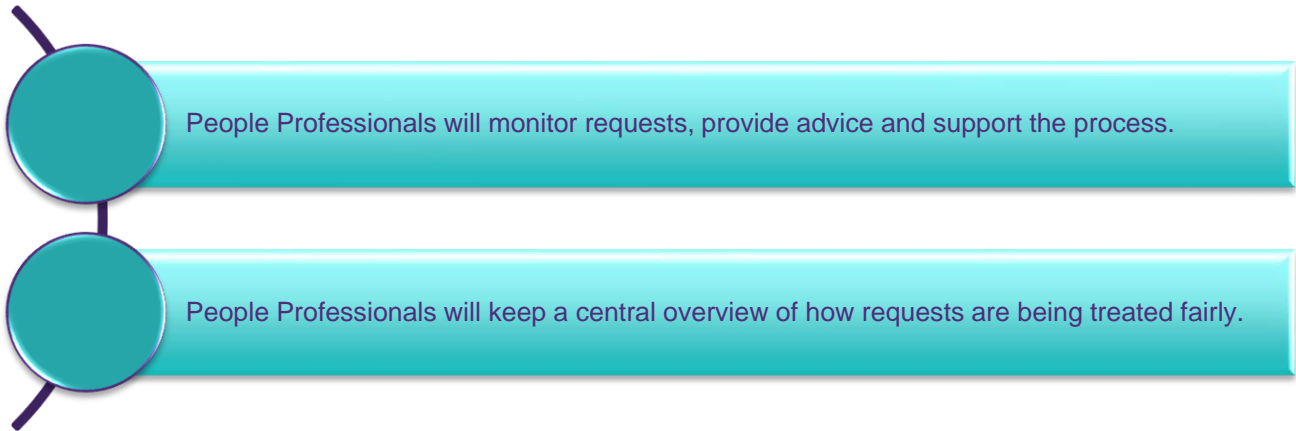 People Professionals will monitor requests, provide advice and support the process.
People Professionals will keep a central overview of how requests are being treated fairly.